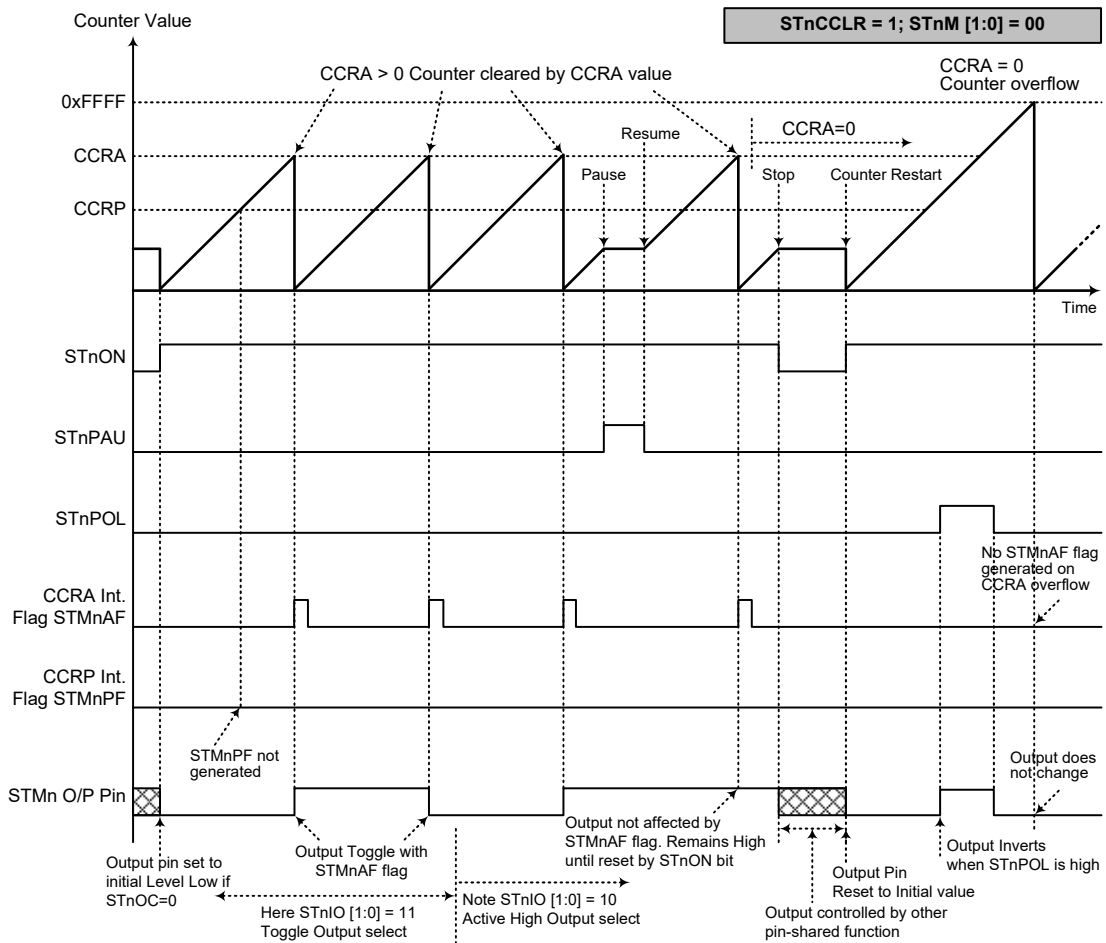 Counter Value
STnCCLR = 1; STnM [1:0] = 00
CCRA > 0 Counter cleared by CCRA value
CCRA = 0
Counter overflow
0xFFFF
Resume
CCRA=0
CCRA
Pause
Stop
Counter Restart
CCRP
Time
STnON
STnPAU
STnPOL
No STMnAF flag
generated on
CCRA overflow
CCRA Int.
Flag STMnAF
CCRP Int.
Flag STMnPF
STMnPF not
generated
Output does
not change
STMn O/P Pin
Output pin set to
initial Level Low if
STnOC=0
Output Toggle with
STMnAF flag
Output not affected by
STMnAF flag. Remains High
until reset by STnON bit
Output Inverts
when STnPOL is high
Output Pin
Reset to Initial value
Here STnIO [1:0] = 11
Toggle Output select
Note STnIO [1:0] = 10
Active High Output select
Output controlled by other
pin-shared function